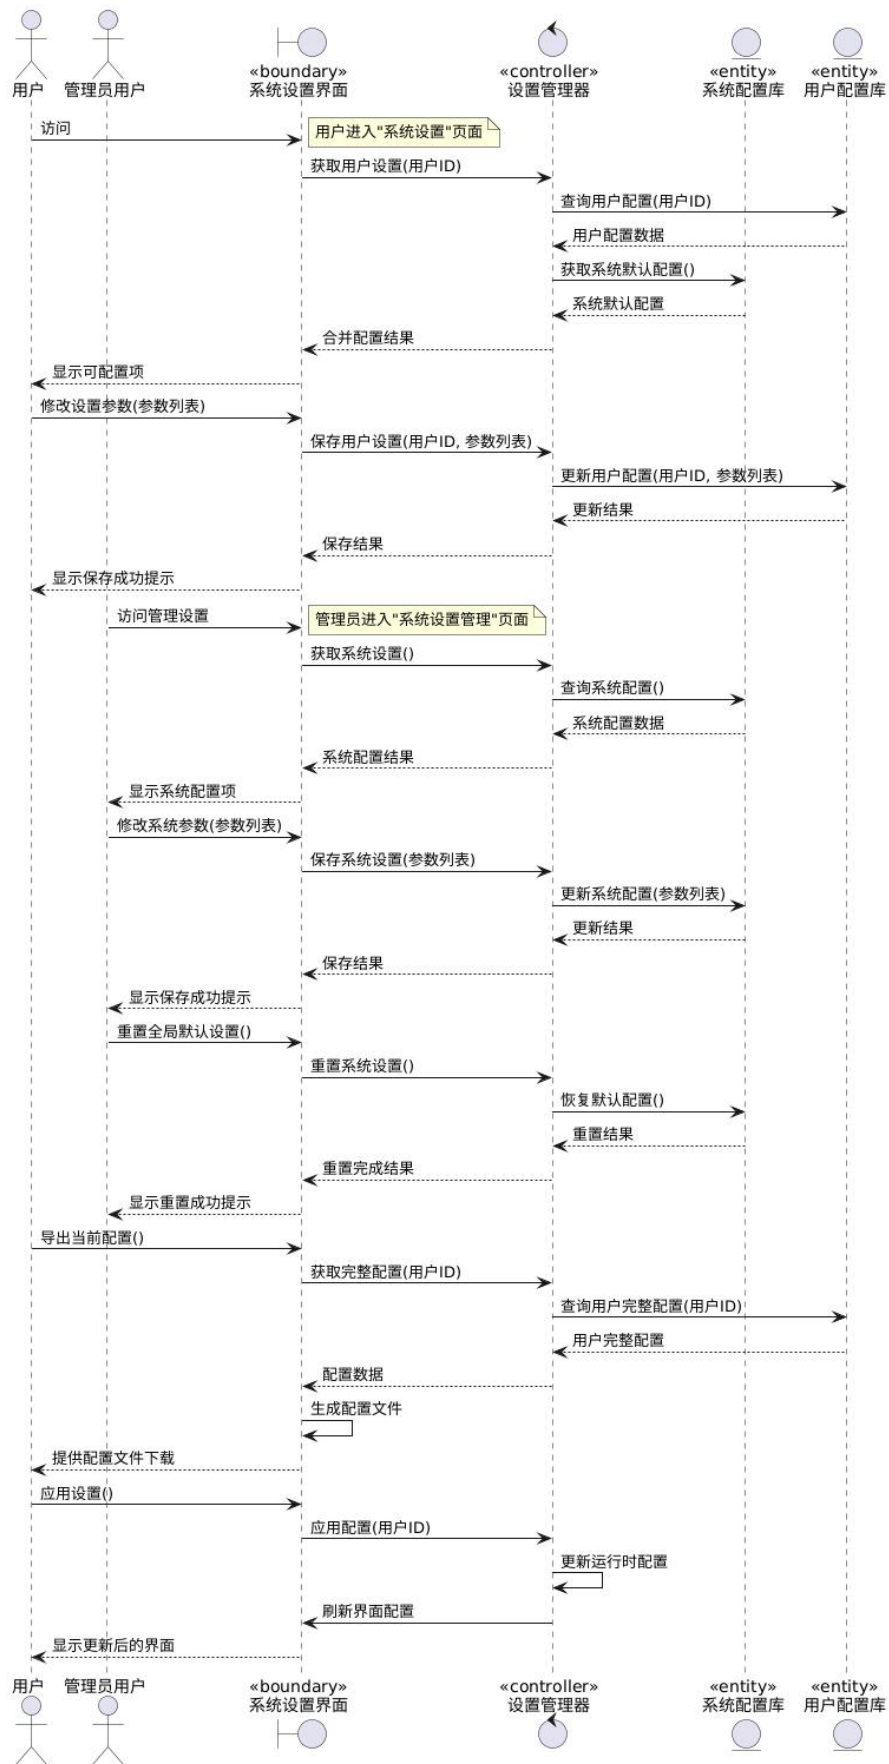 用户
管理员用户
«boundary»
系统设置界面
«controller»
设置管理器
«entity»
系统配置库
«entity»
用户配置库
访问
用户进入"系统设置"页面
获取用户设置(用户ID)
查询用户配置(用户ID)
用户配置数据
获取系统默认配置()
系统默认配置
合并配置结果
显示可配置项
修改设置参数(参数列表)
保存用户设置(用户ID, 参数列表)
更新用户配置(用户ID, 参数列表)
更新结果
保存结果
显示保存成功提示
访问管理设置
管理员进入"系统设置管理"页面
获取系统设置()
查询系统配置()
系统配置数据
系统配置结果
显示系统配置项
修改系统参数(参数列表)
保存系统设置(参数列表)
更新系统配置(参数列表)
更新结果
保存结果
显示保存成功提示
重置全局默认设置()
重置系统设置()
恢复默认配置()
重置结果
重置完成结果
显示重置成功提示
导出当前配置()
获取完整配置(用户ID)
查询用户完整配置(用户ID)
用户完整配置
配置数据
生成配置文件
提供配置文件下载
应用设置()
应用配置(用户ID)
更新运行时配置
刷新界面配置
显示更新后的界面
用户
管理员用户
«boundary»
系统设置界面
«controller»
设置管理器
«entity»
系统配置库
«entity»
用户配置库